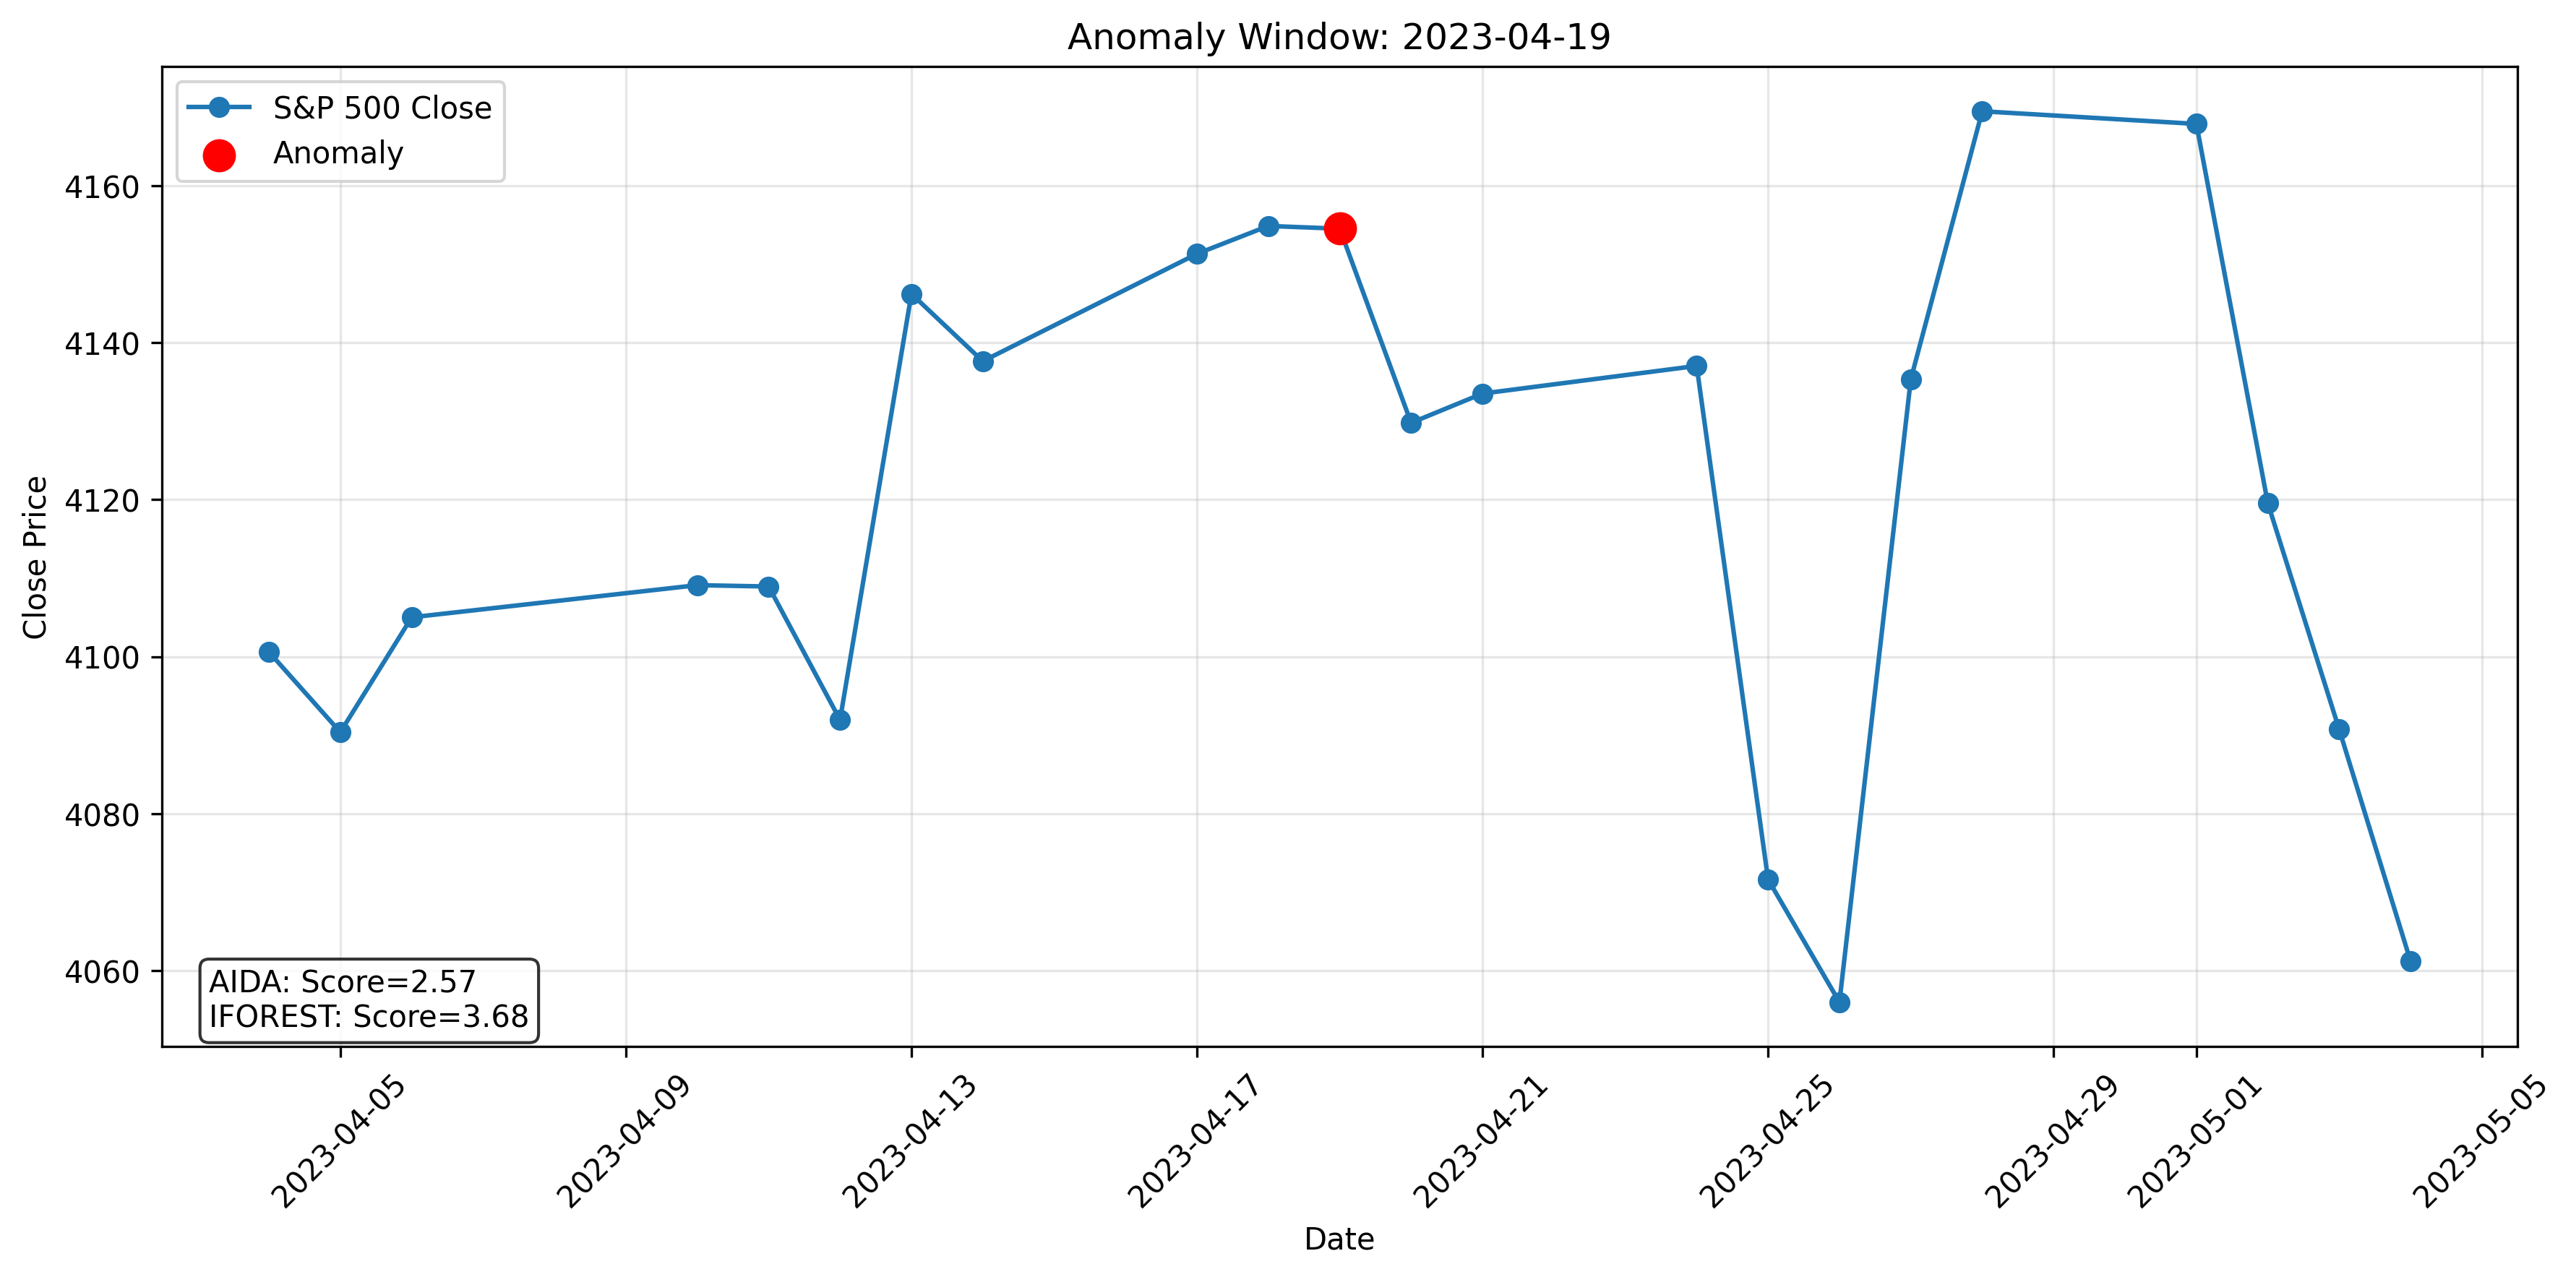 Anomaly Window: 2023-04-19
S&P 500 Close
Anomaly
Close Price
4160
4140
4120
4100
4080
4060
AIDA: Score=2.57
IFOREST: Score=3.68
2023-04-05
2023-04-09
2023-04-13
2023-04-17
2023-04-21
2023-04-25
2023-04-29
2023-05-01
2023-05-05
Date